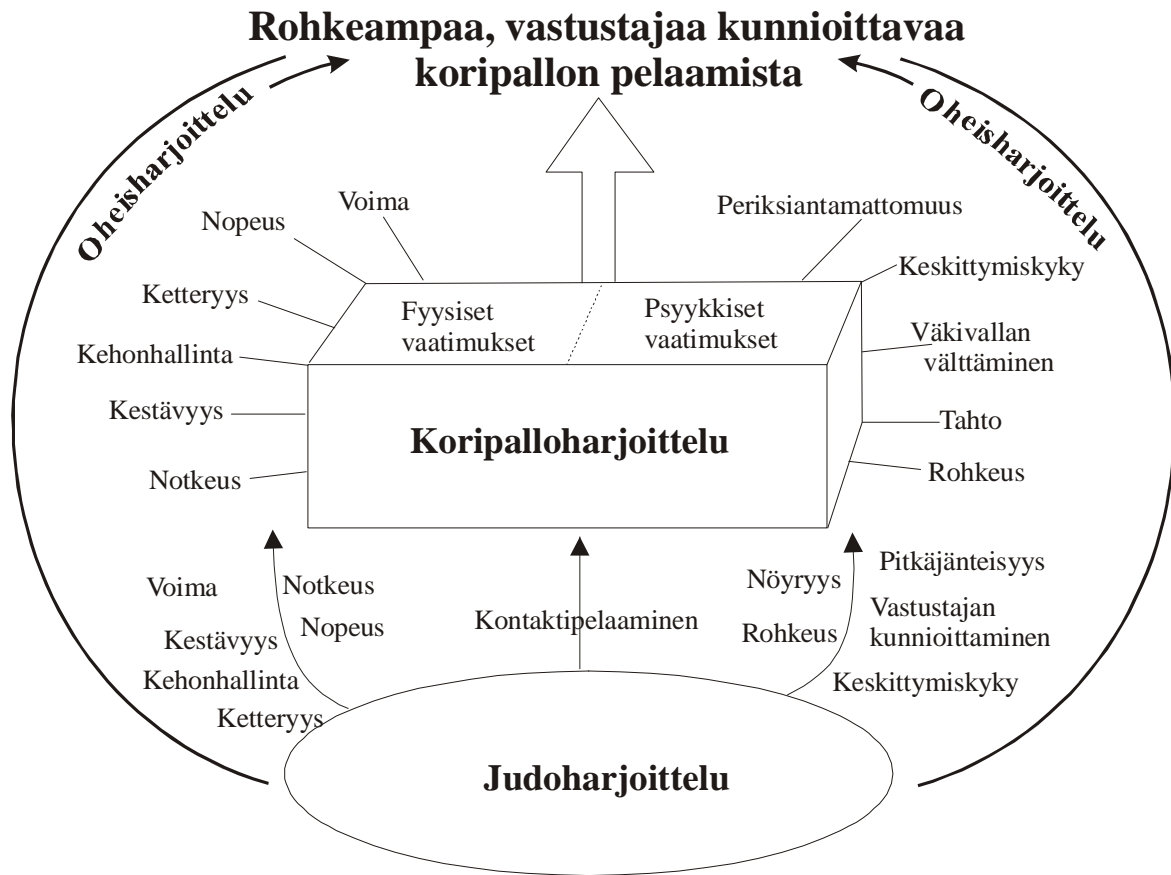 Rohkeampaa, vastustajaa kunnioittavaa
koripallon pelaamista
Oheisharjoittelu
Oheisharjoittelu
Voima
Periksiantamattomuus
Nopeus
Keskittymiskyky
Ketteryys
Fyysiset
vaatimukset
Psyykkiset
vaatimukset
Väkivallan
välttäminen
Kehonhallinta
Kestävyys
Koripalloharjoittelu
Tahto
Notkeus
Rohkeus
Voima
Notkeus
Nopeus
Kestävyys
Kehonhallinta
Ketteryys
Kontaktipelaaminen
Nöyryys
Pitkäjänteisyys
Rohkeus
Vastustajan
kunnioittaminen
Keskittymiskyky
Judoharjoittelu